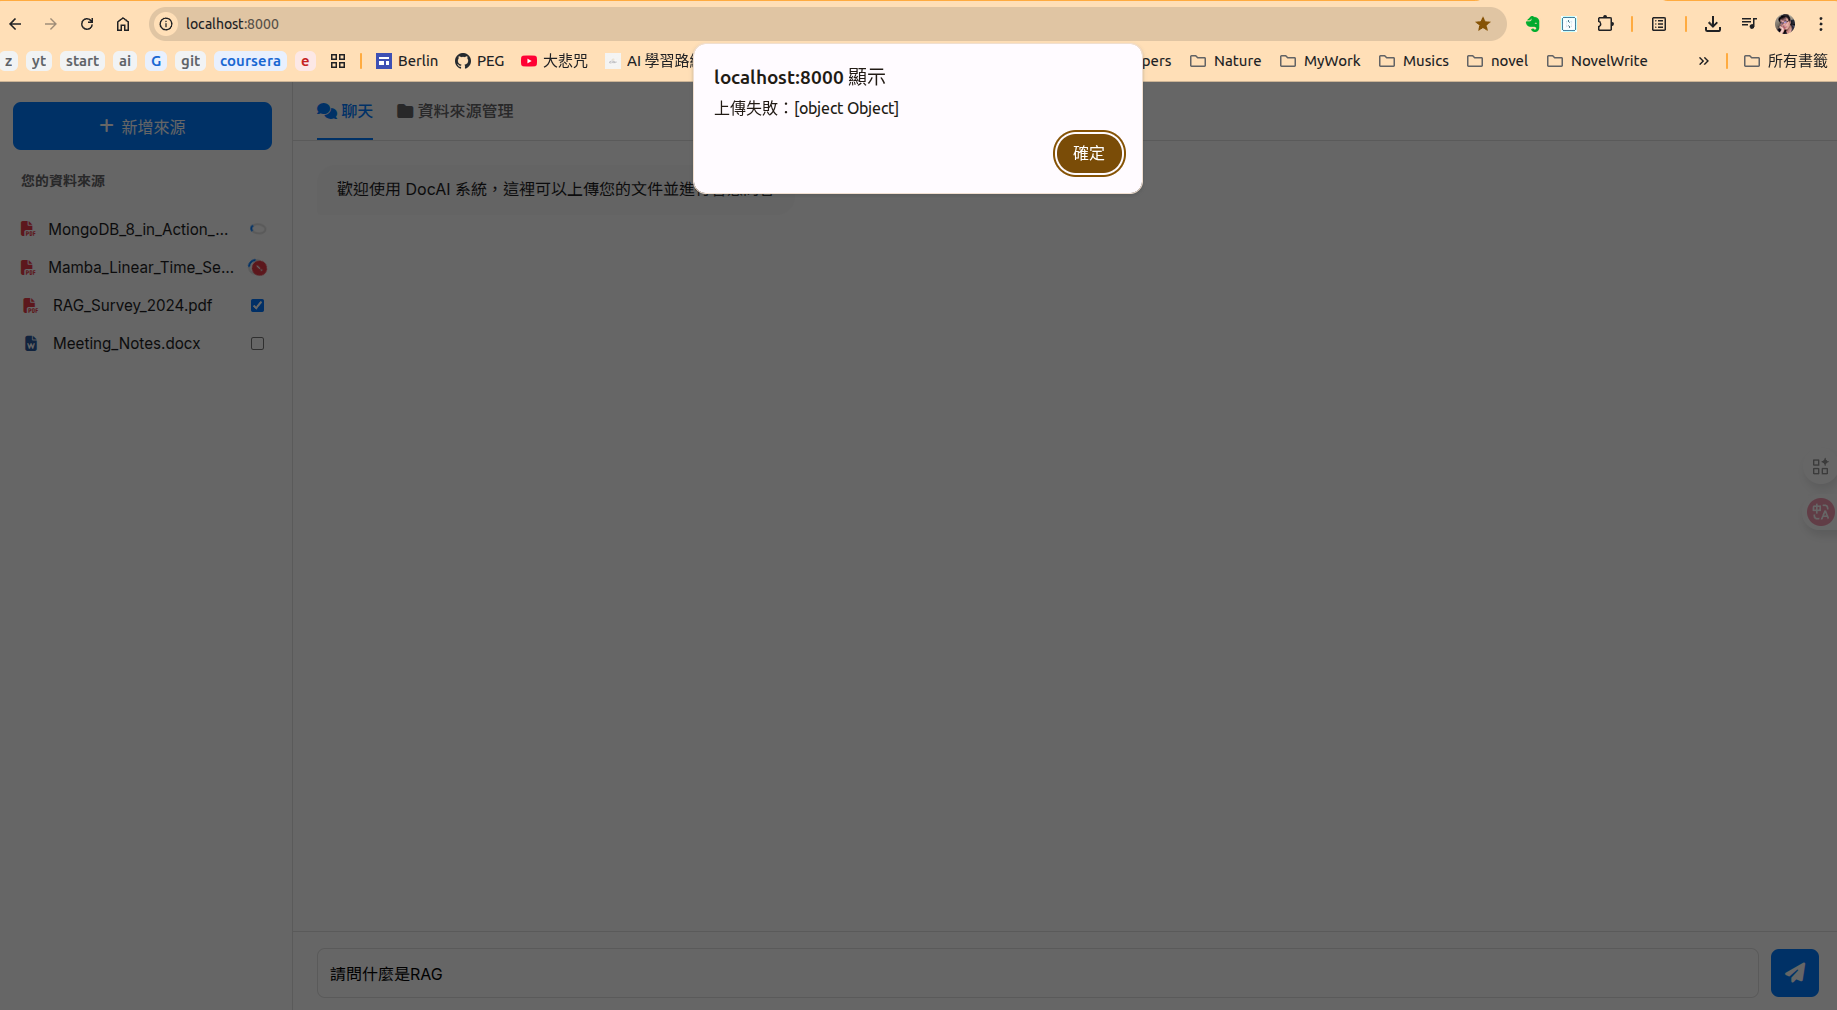 localhost:8000
z yt start ai G git coursera e Berlin PEG 大悲咒 AI 學習路 pers Nature MyWork Musics novel NovelWrite » 所有書籤
localhost:8000 顯示
上傳失敗：[object Object]
確定
+ 新增來源
聊天 資料來源管理
您的資料來源
歡迎使用 DocAI 系統，這裡可以上傳您的文件並進
MongoDB_8_in_Action_...
Mamba_Linear_Time_Se...
RAG_Survey_2024.pdf
Meeting_Notes.docx
請問什麼是RAG